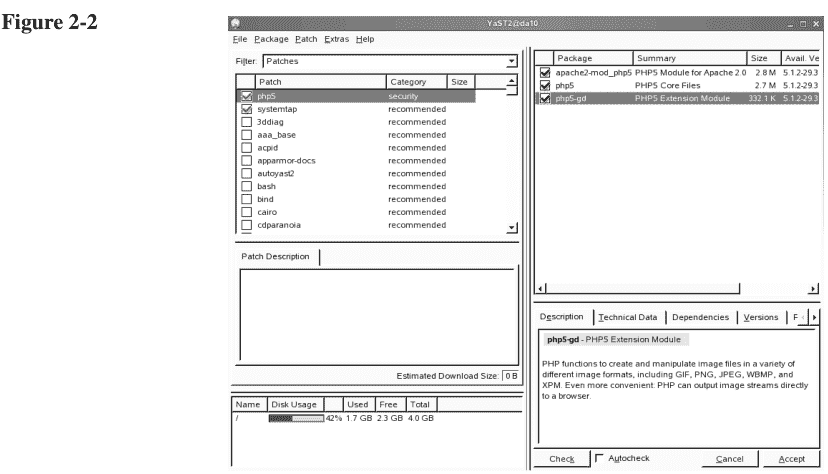 Figure 2-2
YaST2@da10
File Package Patch Extras Help
Filter: Patches
Patch Category Size
php5 security
systemtap recommended
3ddiag recommended
aaa_base recommended
acpid recommended
apparmor-docs recommended
autoyast2 recommended
bash recommended
bind recommended
cairo recommended
cdparanoia recommended
Patch Description
Estimated Download Size: 0 B
Name Disk Usage Used Free Total
/ 42% 1.7 GB 2.3 GB 4.0 GB
Package Summary Size Avail. Ve
apache2-mod_php5 PHP5 Module for Apache 2.0 2.8 M 5.1.2-29.3
php5 PHP5 Core Files 2.7 M 5.1.2-29.3
php5-gd PHP5 Extension Module 332.1 K 5.1.2-29.3
Description Technical Data Dependencies Versions F
php5-gd - PHP5 Extension Module
PHP functions to create and manipulate image files in a variety of
different image formats, including GIF, PNG, JPEG, WBMP, and
XPM. Even more convenient: PHP can output image streams directly
to a browser.
Check Autocheck Cancel Accept